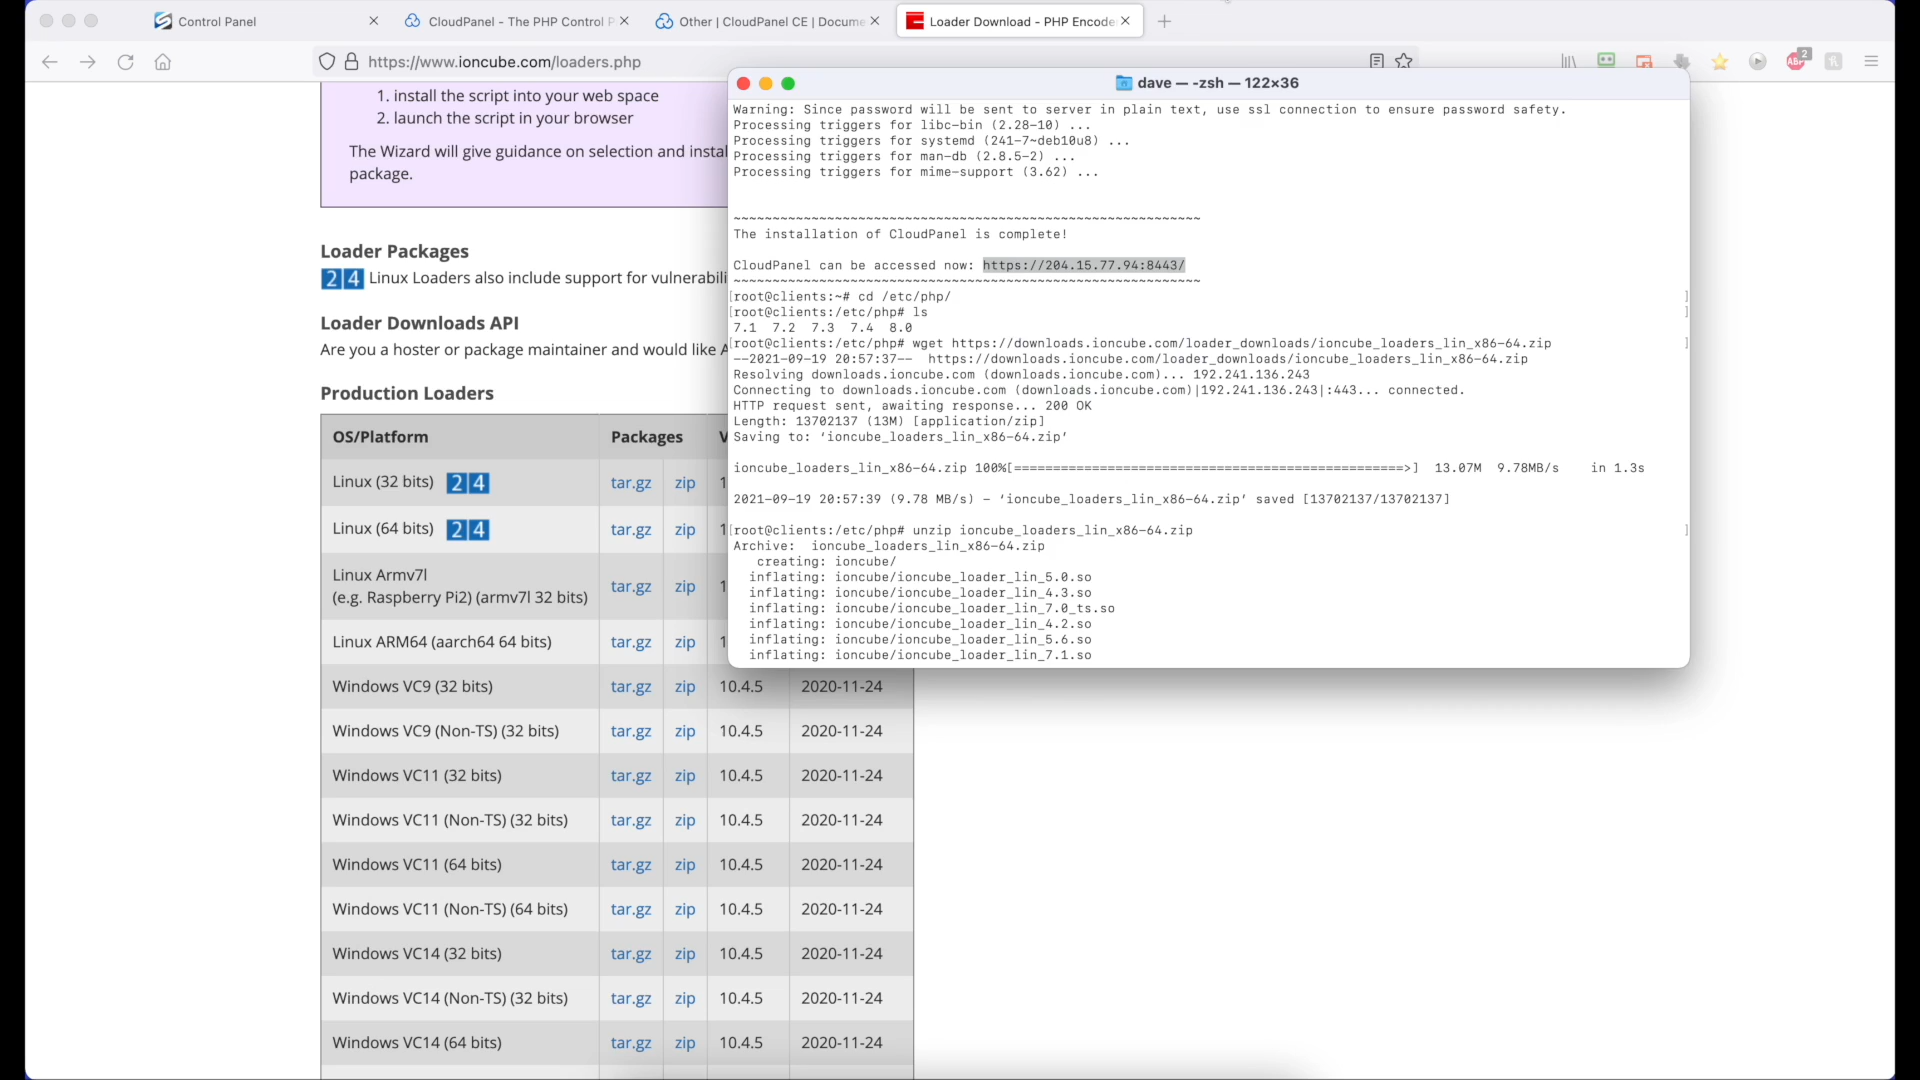 Control Panel
CloudPanel - The PHP Control P
Other | CloudPanel CE | Docume
Loader Download - PHP Encode
https://www.ioncube.com/loaders.php
ABP
2
1. install the script into your web space
2. launch the script in your browser
The Wizard will give guidance on selection and instal
package.
Loader Packages
24 Linux Loaders also include support for vulnerabili
Loader Downloads API
Are you a hoster or package maintainer and would like A
Production Loaders
OS/Platform Packages V
Linux (32 bits) 24 tar.gz zip 1
Linux (64 bits) 24 tar.gz zip 1
Linux Armv7l
(e.g. Raspberry Pi2) (armv7l 32 bits) tar.gz zip 1
Linux ARM64 (aarch64 64 bits) tar.gz zip 1
Windows VC9 (32 bits) tar.gz zip 10.4.5 2020-11-24
Windows VC9 (Non-TS) (32 bits) tar.gz zip 10.4.5 2020-11-24
Windows VC11 (32 bits) tar.gz zip 10.4.5 2020-11-24
Windows VC11 (Non-TS) (32 bits) tar.gz zip 10.4.5 2020-11-24
Windows VC11 (64 bits) tar.gz zip 10.4.5 2020-11-24
Windows VC11 (Non-TS) (64 bits) tar.gz zip 10.4.5 2020-11-24
Windows VC14 (32 bits) tar.gz zip 10.4.5 2020-11-24
Windows VC14 (Non-TS) (32 bits) tar.gz zip 10.4.5 2020-11-24
Windows VC14 (64 bits) tar.gz zip 10.4.5 2020-11-24
dave — -zsh — 122×36
Warning: Since password will be sent to server in plain text, use ssl connection to ensure password safety.
Processing triggers for libc-bin (2.28-10) ...
Processing triggers for systemd (241-7~deb10u8) ...
Processing triggers for man-db (2.8.5-2) ...
Processing triggers for mime-support (3.62) ...
~~~~~~~~~~~~~~~~~~~~~~~~~~~~~~~~~~~~~~~~~~~~~~~~~~~~~~~~~~~~
The installation of CloudPanel is complete!
CloudPanel can be accessed now: https://204.15.77.94:8443/
~~~~~~~~~~~~~~~~~~~~~~~~~~~~~~~~~~~~~~~~~~~~~~~~~~~~~~~~~~~~
[root@clients:~# cd /etc/php/ ]
[root@clients:/etc/php# ls ]
7.1 7.2 7.3 7.4 8.0
[root@clients:/etc/php# wget https://downloads.ioncube.com/loader_downloads/ioncube_loaders_lin_x86-64.zip ]
--2021-09-19 20:57:37-- https://downloads.ioncube.com/loader_downloads/ioncube_loaders_lin_x86-64.zip
Resolving downloads.ioncube.com (downloads.ioncube.com)... 192.241.136.243
Connecting to downloads.ioncube.com (downloads.ioncube.com)|192.241.136.243|:443... connected.
HTTP request sent, awaiting response... 200 OK
Length: 13702137 (13M) [application/zip]
Saving to: ‘ioncube_loaders_lin_x86-64.zip’
ioncube_loaders_lin_x86-64.zip 100%[==================================================>] 13.07M 9.78MB/s in 1.3s
2021-09-19 20:57:39 (9.78 MB/s) - ‘ioncube_loaders_lin_x86-64.zip’ saved [13702137/13702137]
[root@clients:/etc/php# unzip ioncube_loaders_lin_x86-64.zip ]
Archive: ioncube_loaders_lin_x86-64.zip
creating: ioncube/
inflating: ioncube/ioncube_loader_lin_5.0.so
inflating: ioncube/ioncube_loader_lin_4.3.so
inflating: ioncube/ioncube_loader_lin_7.0_ts.so
inflating: ioncube/ioncube_loader_lin_4.2.so
inflating: ioncube/ioncube_loader_lin_5.6.so
inflating: ioncube/ioncube_loader_lin_7.1.so